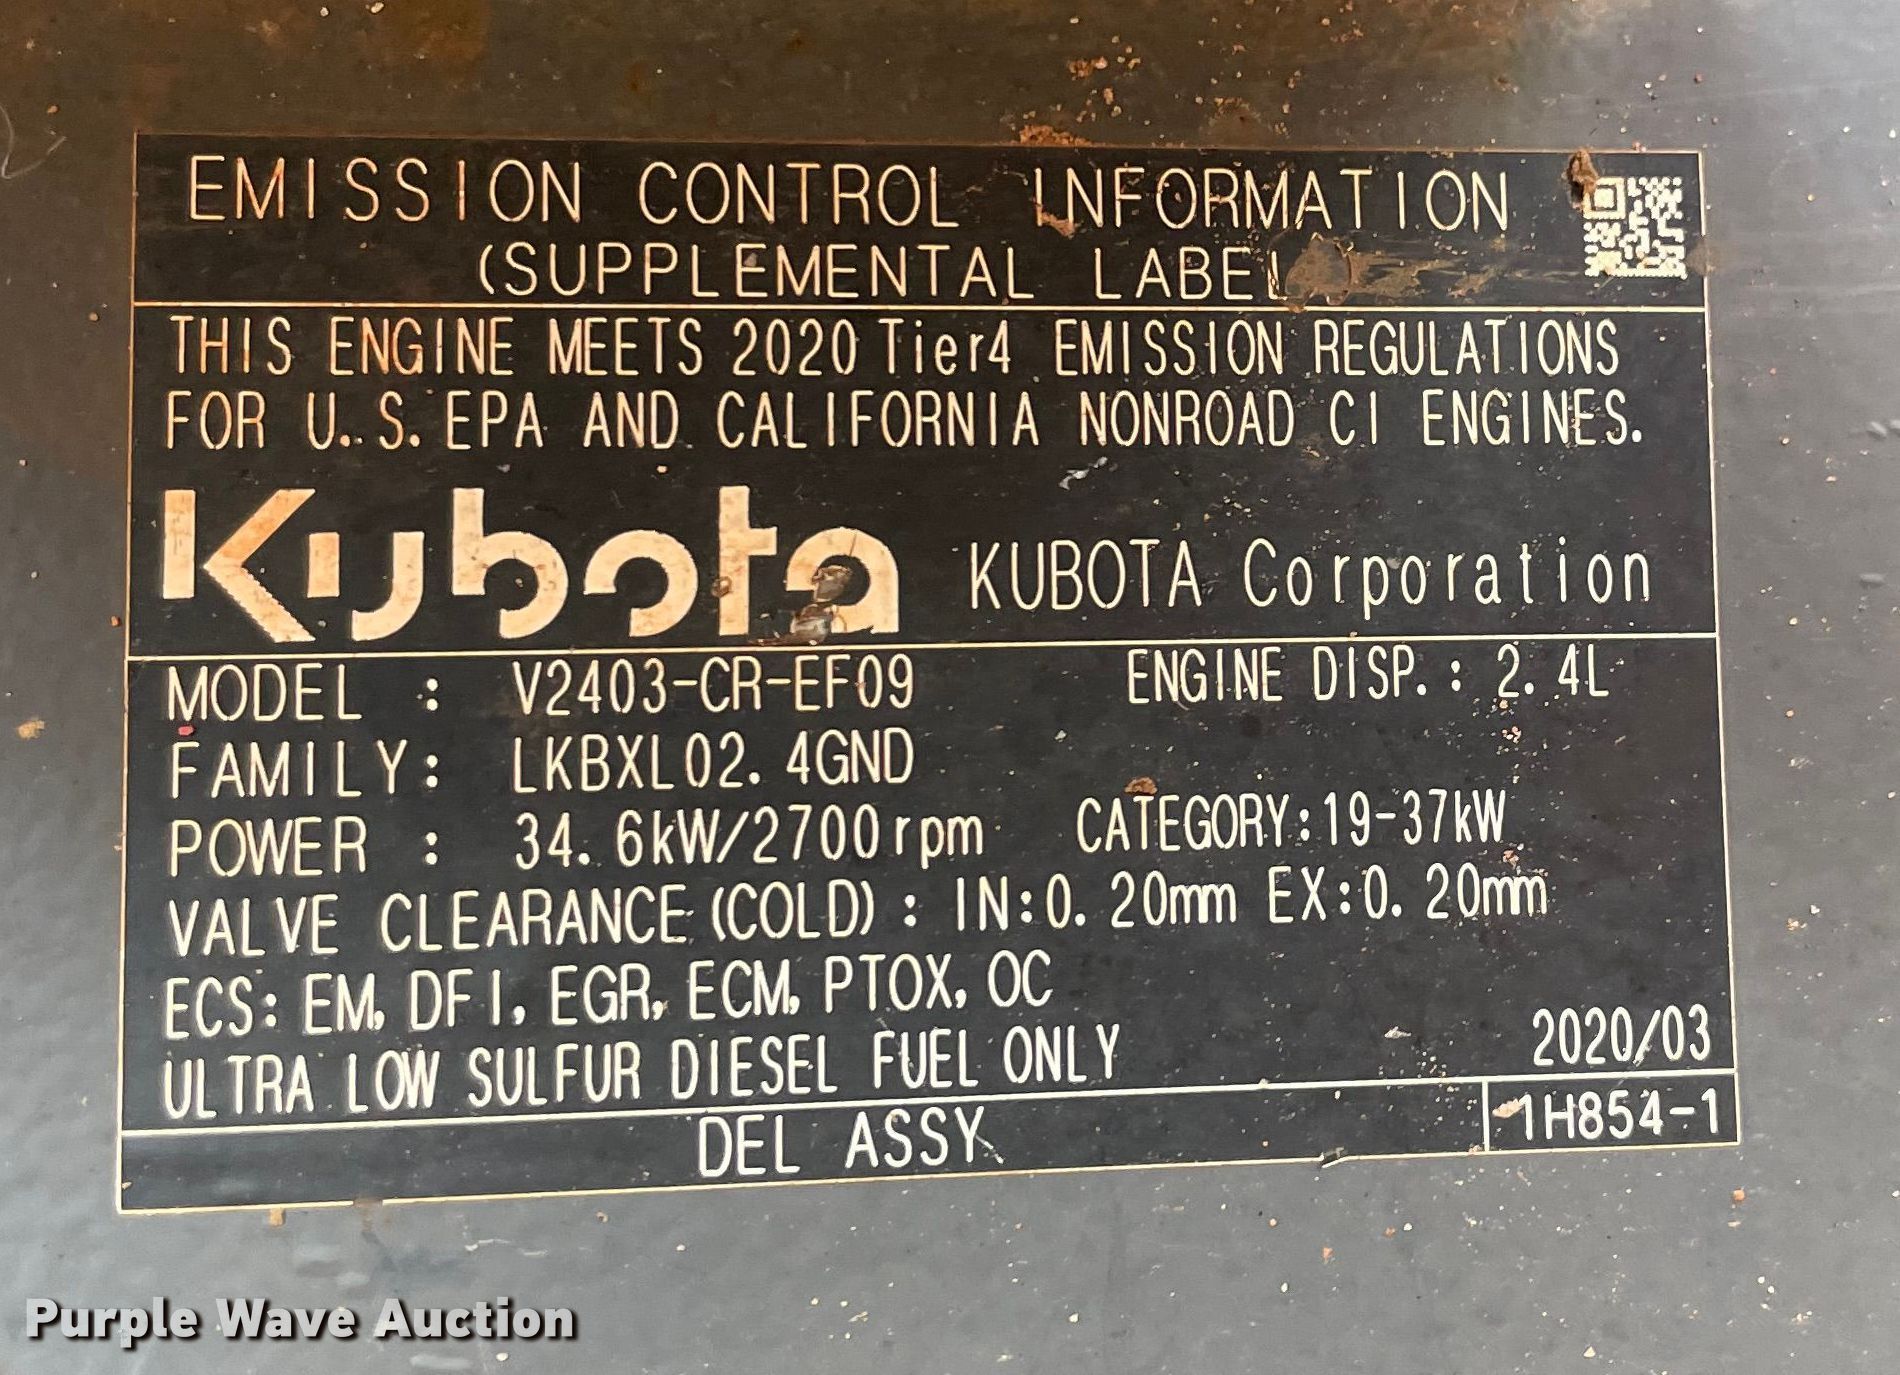 EMISSION CONTROL INFORMATION
(SUPPLEMENTAL LABEL
THIS ENGINE MEETS 2020 Tier4 EMISSION REGULATIONS
FOR U.S. EPA AND CALIFORNIA NONROAD CI ENGINES.
Kubota KUBOTA Corporation
MODEL : V2403-CR-EF09 ENGINE DISP. : 2.4L
FAMILY: LKBXL02.4GND
POWER : 34.6kW/2700rpm CATEGORY:19-37kW
VALVE CLEARANCE(COLD) : IN:0.20mm EX:0.20mm
ECS: EM, DFI, EGR, ECM, PTOX, OC
ULTRA LOW SULFUR DIESEL FUEL ONLY 2020/03
DEL ASSY 1H854-1
Purple Wave Auction